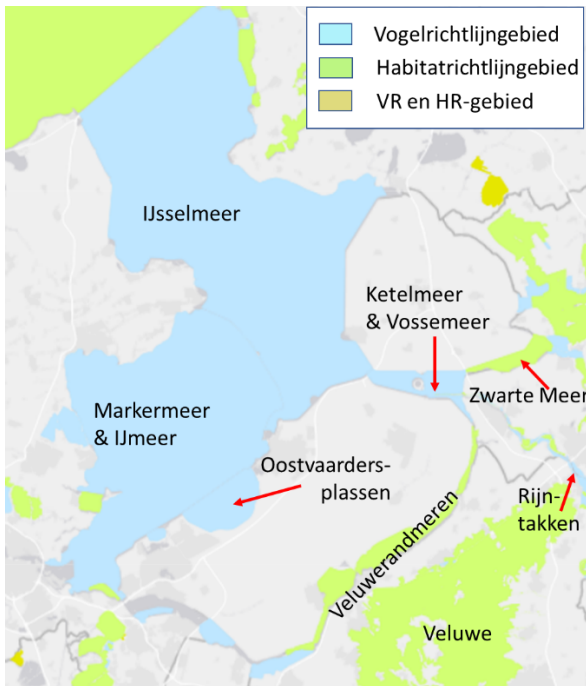 Vogelrichtlijngebied
Habitatrichtlijngebied
VR en HR-gebied
IJsselmeer
Ketelmeer
& Vossemeer
Zwarte Meer
Markermeer
& IJmeer
Oostvaarders-
plassen
Rijn-
takken
Veluwerandmeren
Veluwe